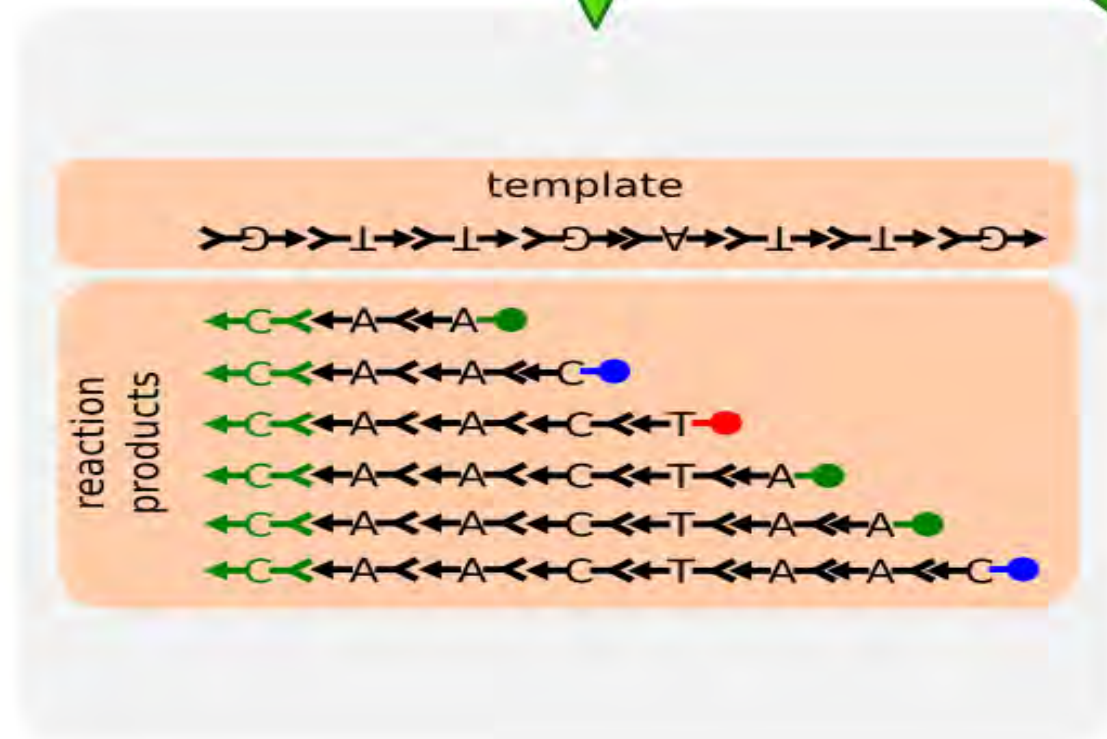 template
G T T G A T T G
reaction
products
C A A
C A A C
C A A C T
C A A C T A
C A A C T A A
C A A C T A A C